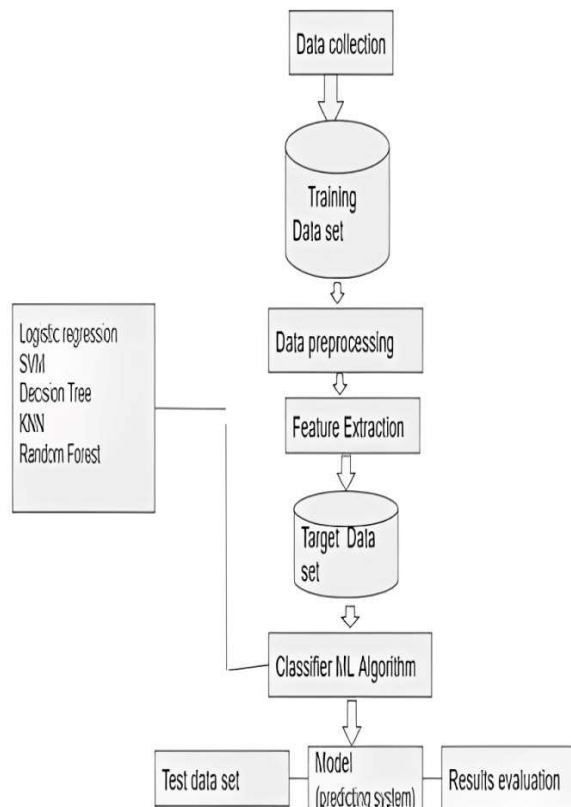 Data collection
Training
Data set
Data preprocessing
Logistic regression
SVM
Decision Tree
KNN
Random Forest
Feature Extraction
Target Data
set
Classifier ML Algorithm
Test data set
Model
(predicting system)
Results evaluation